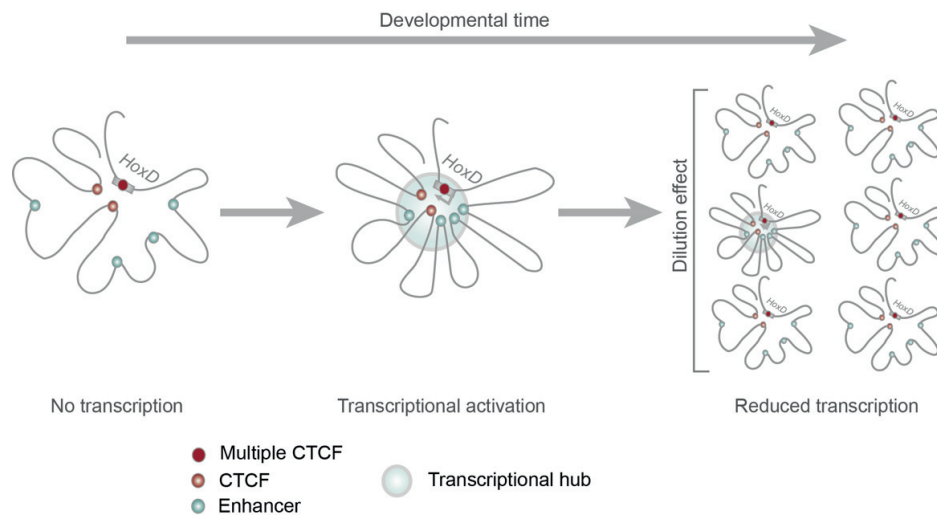 Developmental time
HoxD
HoxD
Dilution effect
HoxD
HoxD
HoxD
HoxD
HoxD
HoxD
No transcription
Transcriptional activation
Reduced transcription
Multiple CTCF
CTCF
Enhancer
Transcriptional hub